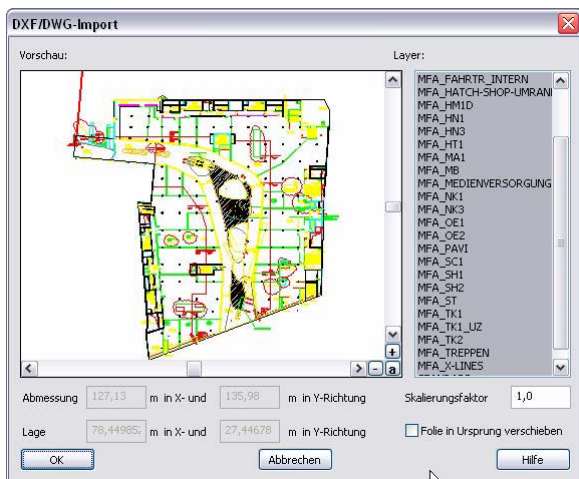 DXF/DWG-Import
Vorschau:
Layer:
MFA_FAHRTR_INTERN
MFA_HATCH-SHOP-UMRANI
MFA_HM1D
MFA_HN1
MFA_HN3
MFA_HT1
MFA_MA1
MFA_MB
MFA_MEDIENVERSORGUNG
MFA_NK1
MFA_NK3
MFA_OE1
MFA_OE2
MFA_PAVI
MFA_SC1
MFA_SH1
MFA_SH2
MFA_ST
MFA_TK1
MFA_TK1_UZ
MFA_TK2
MFA_TREPPEN
MFA_X-LINES
+
- a
Abmessung 127,13 m in X- und 135,98 m in Y-Richtung
Skalierungsfaktor 1,0
Lage 78,44985 m in X- und 27,44678 m in Y-Richtung
Folie in Ursprung verschieben
OK Abbrechen Hilfe